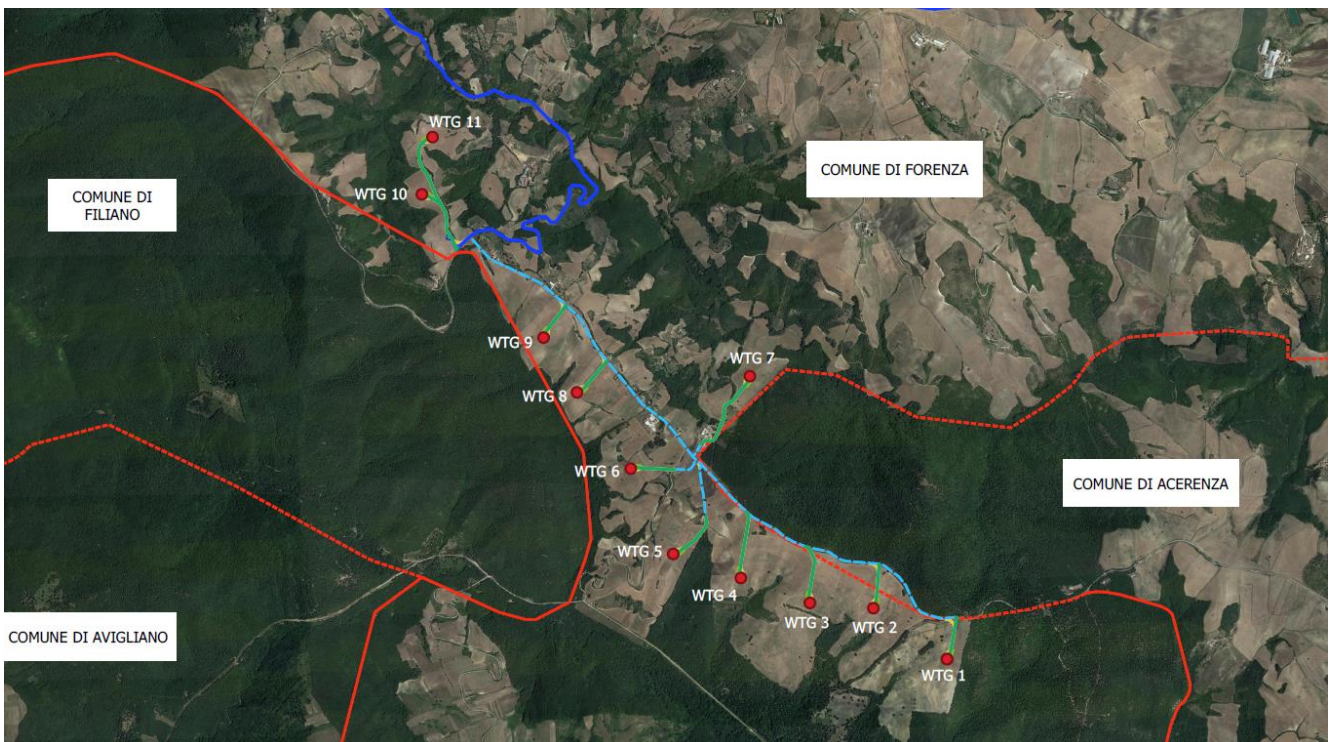 WTG 11
COMUNE DI FORENZA
COMUNE DI
FILIANO
WTG 10
WTG 9
WTG 7
WTG 8
WTG 6
COMUNE DI ACERENZA
WTG 5
WTG 4
WTG 3
WTG 2
COMUNE DI AVIGLIANO
WTG 1